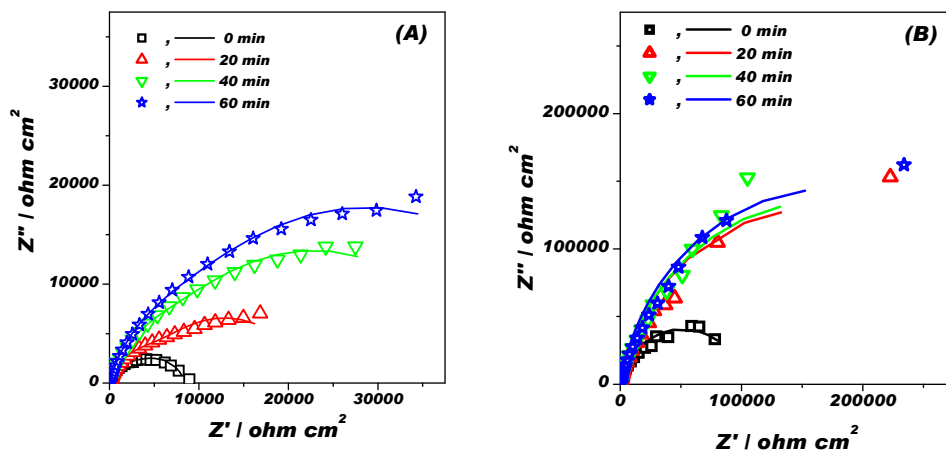 (A)
, 0 min
, 20 min
, 40 min
, 60 min
30000
20000
10000
0
0 10000 20000 30000
Z'' / ohm cm²
Z' / ohm cm²
(B)
, 0 min
, 20 min
, 40 min
, 60 min
200000
100000
0
0 100000 200000
Z'' / ohm cm²
Z' / ohm cm²